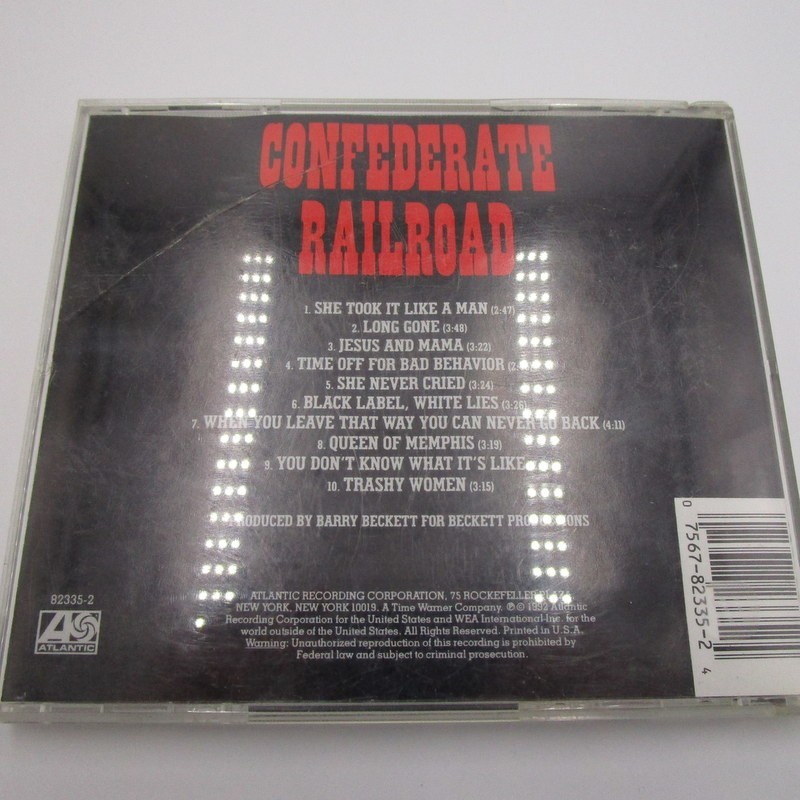 CONFEDERATE
RAILROAD
1. SHE TOOK IT LIKE A MAN (2:47)
2. LONG GONE (3:48)
3. JESUS AND MAMA (3:22)
4. TIME OFF FOR BAD BEHAVIOR
5. SHE NEVER CRIED (3:24)
6. BLACK LABEL, WHITE LIES (3:26)
7. WHEN YOU LEAVE THAT WAY YOU CAN NEVER GO BACK (4:11)
8. QUEEN OF MEMPHIS (3:19)
9. YOU DON'T KNOW WHAT IT'S LIKE
10. TRASHY WOMEN (3:15)
PRODUCED BY BARRY BECKETT FOR BECKETT PRODUCTIONS
82335-2
ATLANTIC
ATLANTIC RECORDING CORPORATION, 75 ROCKEFELLER PLAZA,
NEW YORK, NEW YORK 10019. A Time Warner Company. ℗ © 1992 Atlantic
Recording Corporation for the United States and WEA International Inc. for the
world outside of the United States. All Rights Reserved. Printed in U.S.A.
Warning: Unauthorized reproduction of this recording is prohibited by
Federal law and subject to criminal prosecution.
0 7567-82335-2 4